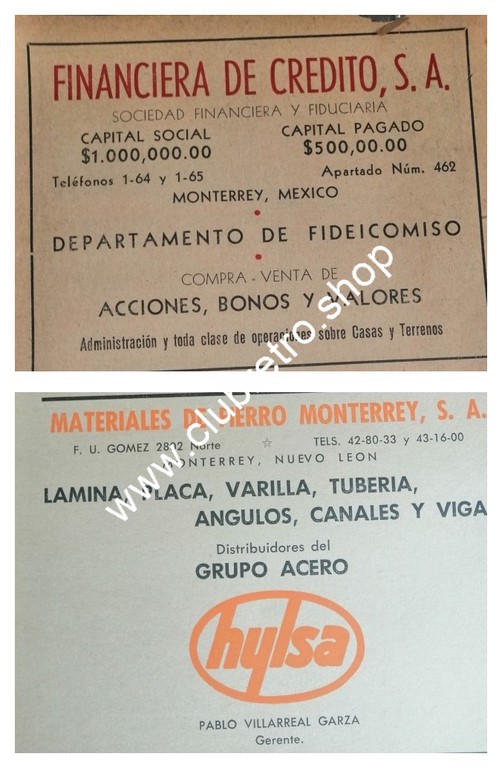 FINANCIERA DE CREDITO, S. A.
SOCIEDAD FINANCIERA Y FIDUCIARIA
CAPITAL SOCIAL CAPITAL PAGADO
$1.000,000.00 $500,00.00
Teléfonos 1-64 y 1-65 Apartado Núm. 462
MONTERREY, MEXICO
DEPARTAMENTO DE FIDEICOMISO
COMPRA - VENTA DE
ACCIONES, BONOS Y VALORES
Administración y toda clase de operaciones sobre Casas y Terrenos
www.clubretro.shop
MATERIALES DE FIERRO MONTERREY, S. A.
F. U. GOMEZ 2802 Norte ☆ TELS. 42-80-33 y 43-16-00
MONTERREY, NUEVO LEON
LAMINA, PLACA, VARILLA, TUBERIA,
ANGULOS, CANALES Y VIGA
Distribuidores del
GRUPO ACERO
hylsa
PABLO VILLARREAL GARZA
Gerente.